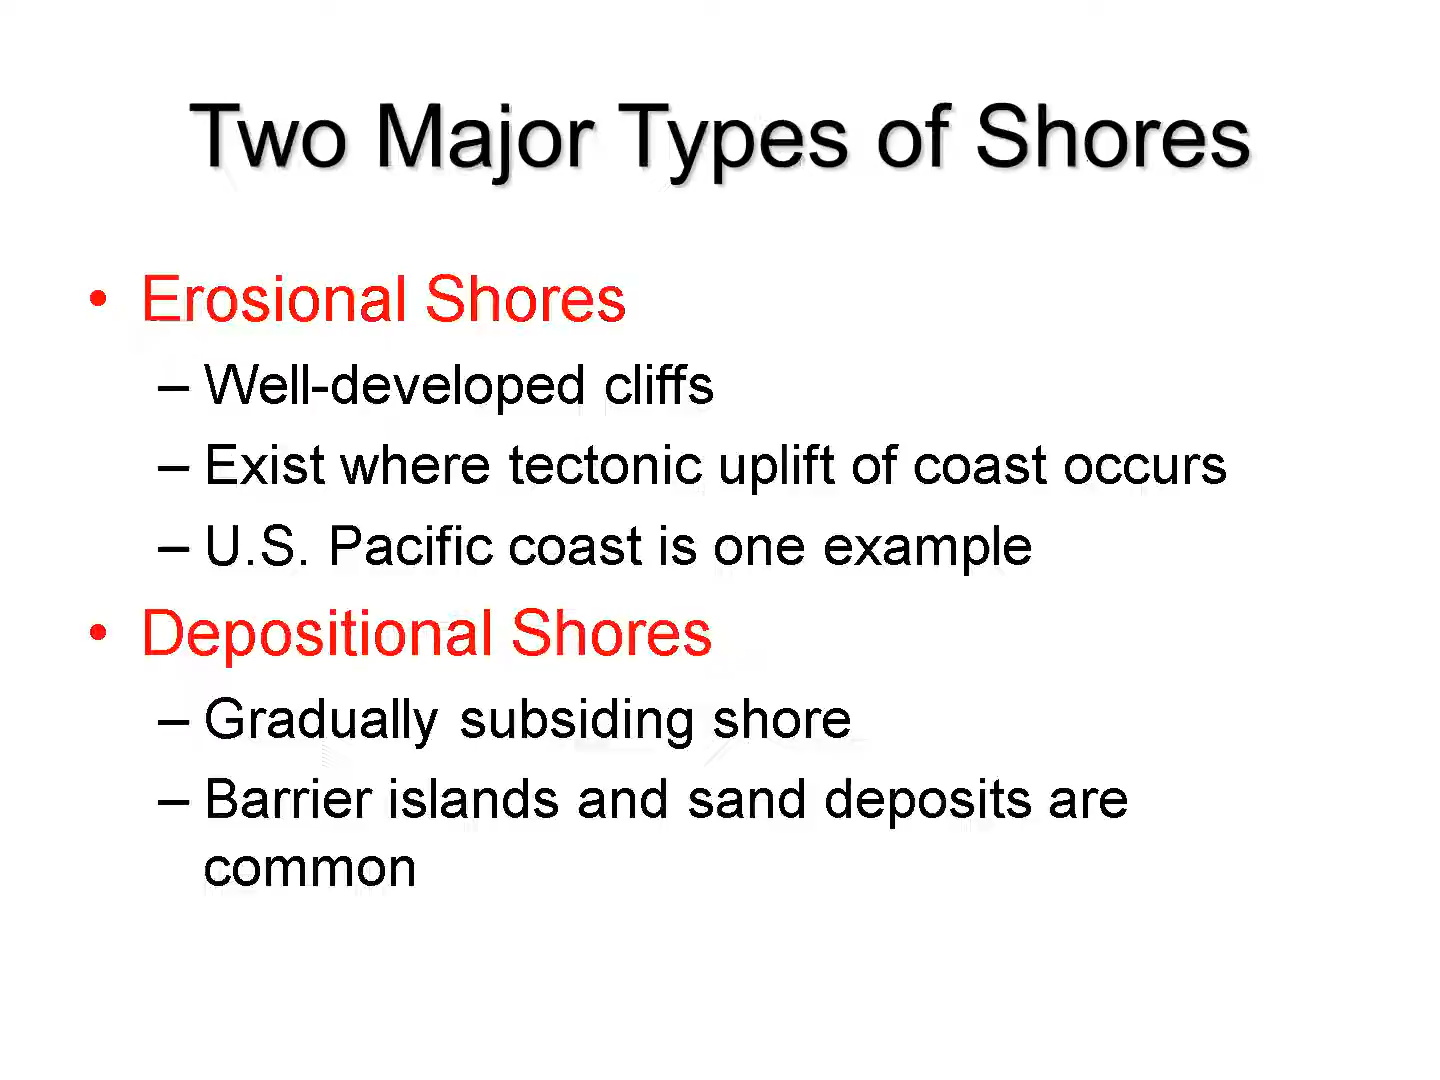 Two Major Types of Shores
• Erosional Shores
– Well-developed cliffs
– Exist where tectonic uplift of coast occurs
– U.S. Pacific coast is one example
• Depositional Shores
– Gradually subsiding shore
– Barrier islands and sand deposits are
common